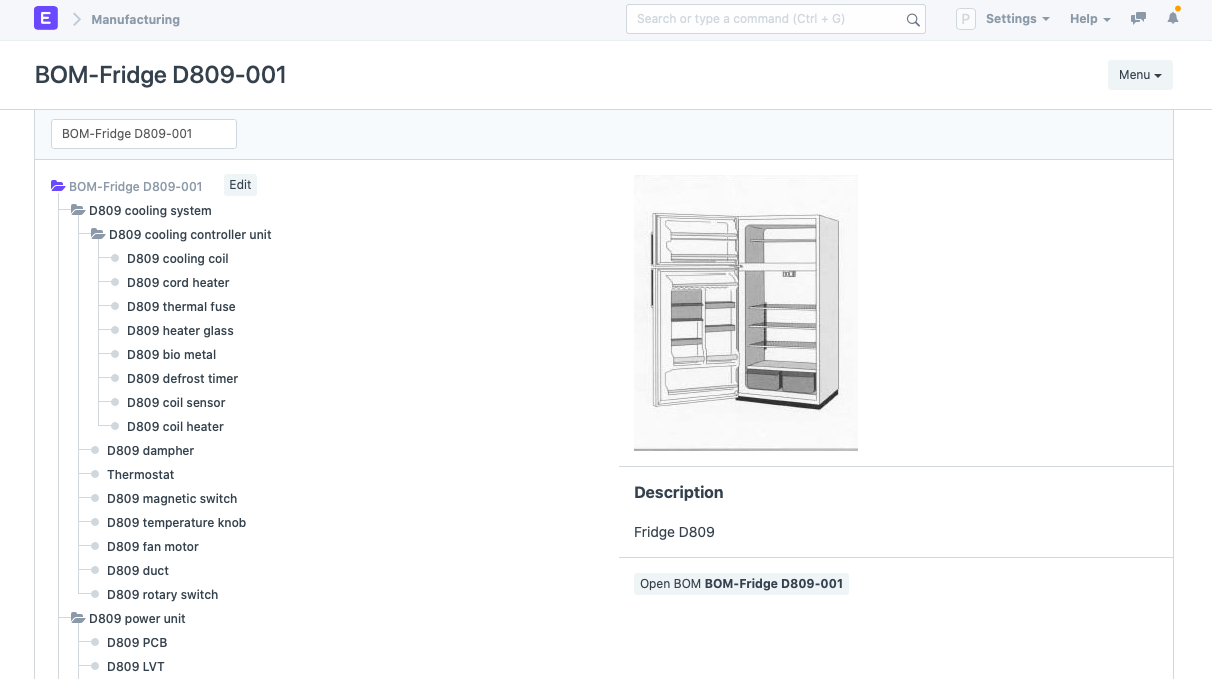 E
Manufacturing
Search or type a command (Ctrl + G)
P
Settings
Help
BOM-Fridge D809-001
Menu
BOM-Fridge D809-001
BOM-Fridge D809-001
Edit
D809 cooling system
D809 cooling controller unit
D809 cooling coil
D809 cord heater
D809 thermal fuse
D809 heater glass
D809 bio metal
D809 defrost timer
D809 coil sensor
D809 coil heater
D809 dampher
Thermostat
D809 magnetic switch
D809 temperature knob
D809 fan motor
D809 duct
D809 rotary switch
D809 power unit
D809 PCB
D809 LVT
Description
Fridge D809
Open BOM BOM-Fridge D809-001